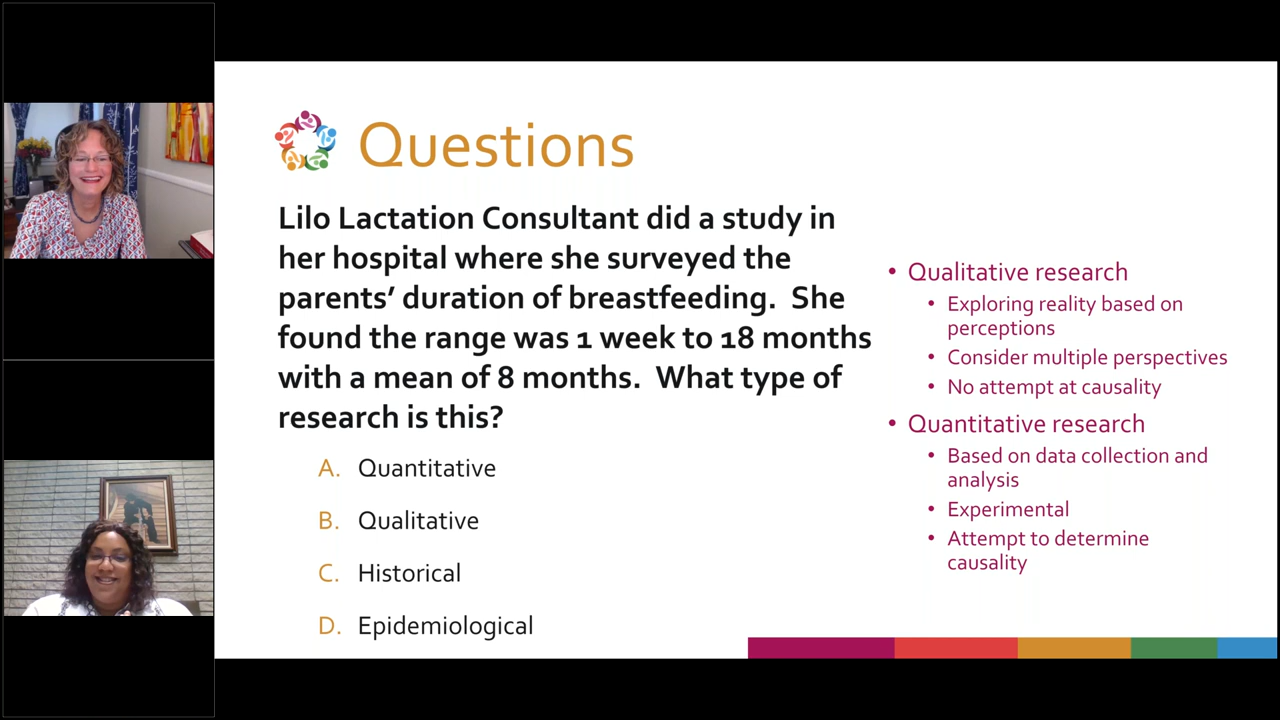 Questions
Lilo Lactation Consultant did a study in
her hospital where she surveyed the
parents’ duration of breastfeeding.  She
found the range was 1 week to 18 months
with a mean of 8 months.  What type of
research is this?
A. Quantitative
B. Qualitative
C. Historical
D. Epidemiological
• Qualitative research
• Exploring reality based on
perceptions
• Consider multiple perspectives
• No attempt at causality
• Quantitative research
• Based on data collection and
analysis
• Experimental
• Attempt to determine
causality